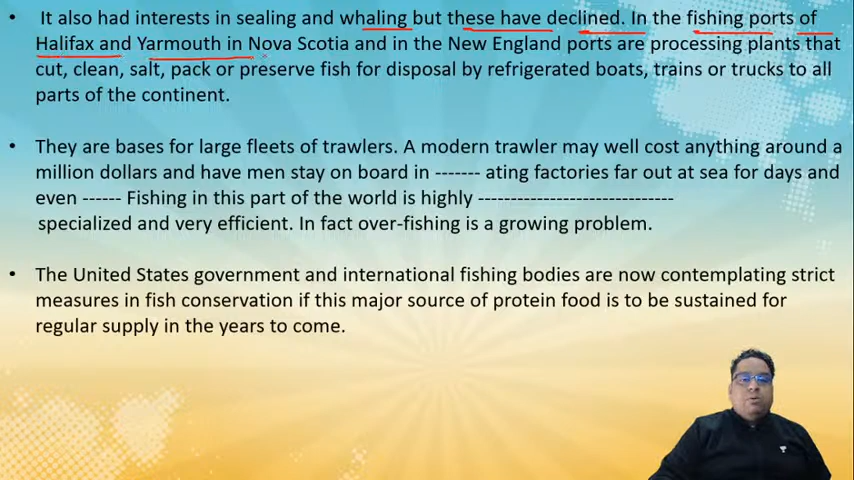 • It also had interests in sealing and whaling but these have declined. In the fishing ports of
Halifax and Yarmouth in Nova Scotia and in the New England ports are processing plants that
cut, clean, salt, pack or preserve fish for disposal by refrigerated boats, trains or trucks to all
parts of the continent.
• They are bases for large fleets of trawlers. A modern trawler may well cost anything around a
million dollars and have men stay on board in ------- ating factories far out at sea for days and
even ------ Fishing in this part of the world is highly -----------------------------
specialized and very efficient. In fact over-fishing is a growing problem.
• The United States government and international fishing bodies are now contemplating strict
measures in fish conservation if this major source of protein food is to be sustained for
regular supply in the years to come.